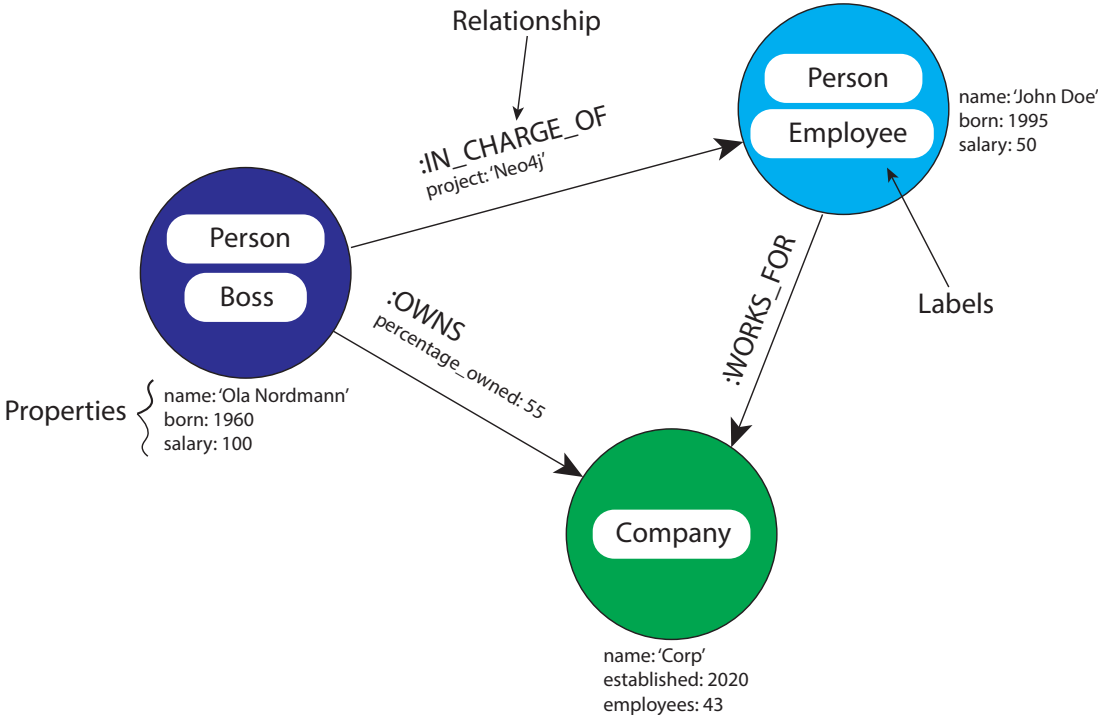 Relationship
:IN_CHARGE_OF
project: 'Neo4j'
Person
Employee
name: 'John Doe'
born: 1995
salary: 50
Person
Boss
:OWNS
percentage_owned: 55
:WORKS_FOR
Labels
Properties
name: 'Ola Nordmann'
born: 1960
salary: 100
Company
name: 'Corp'
established: 2020
employees: 43